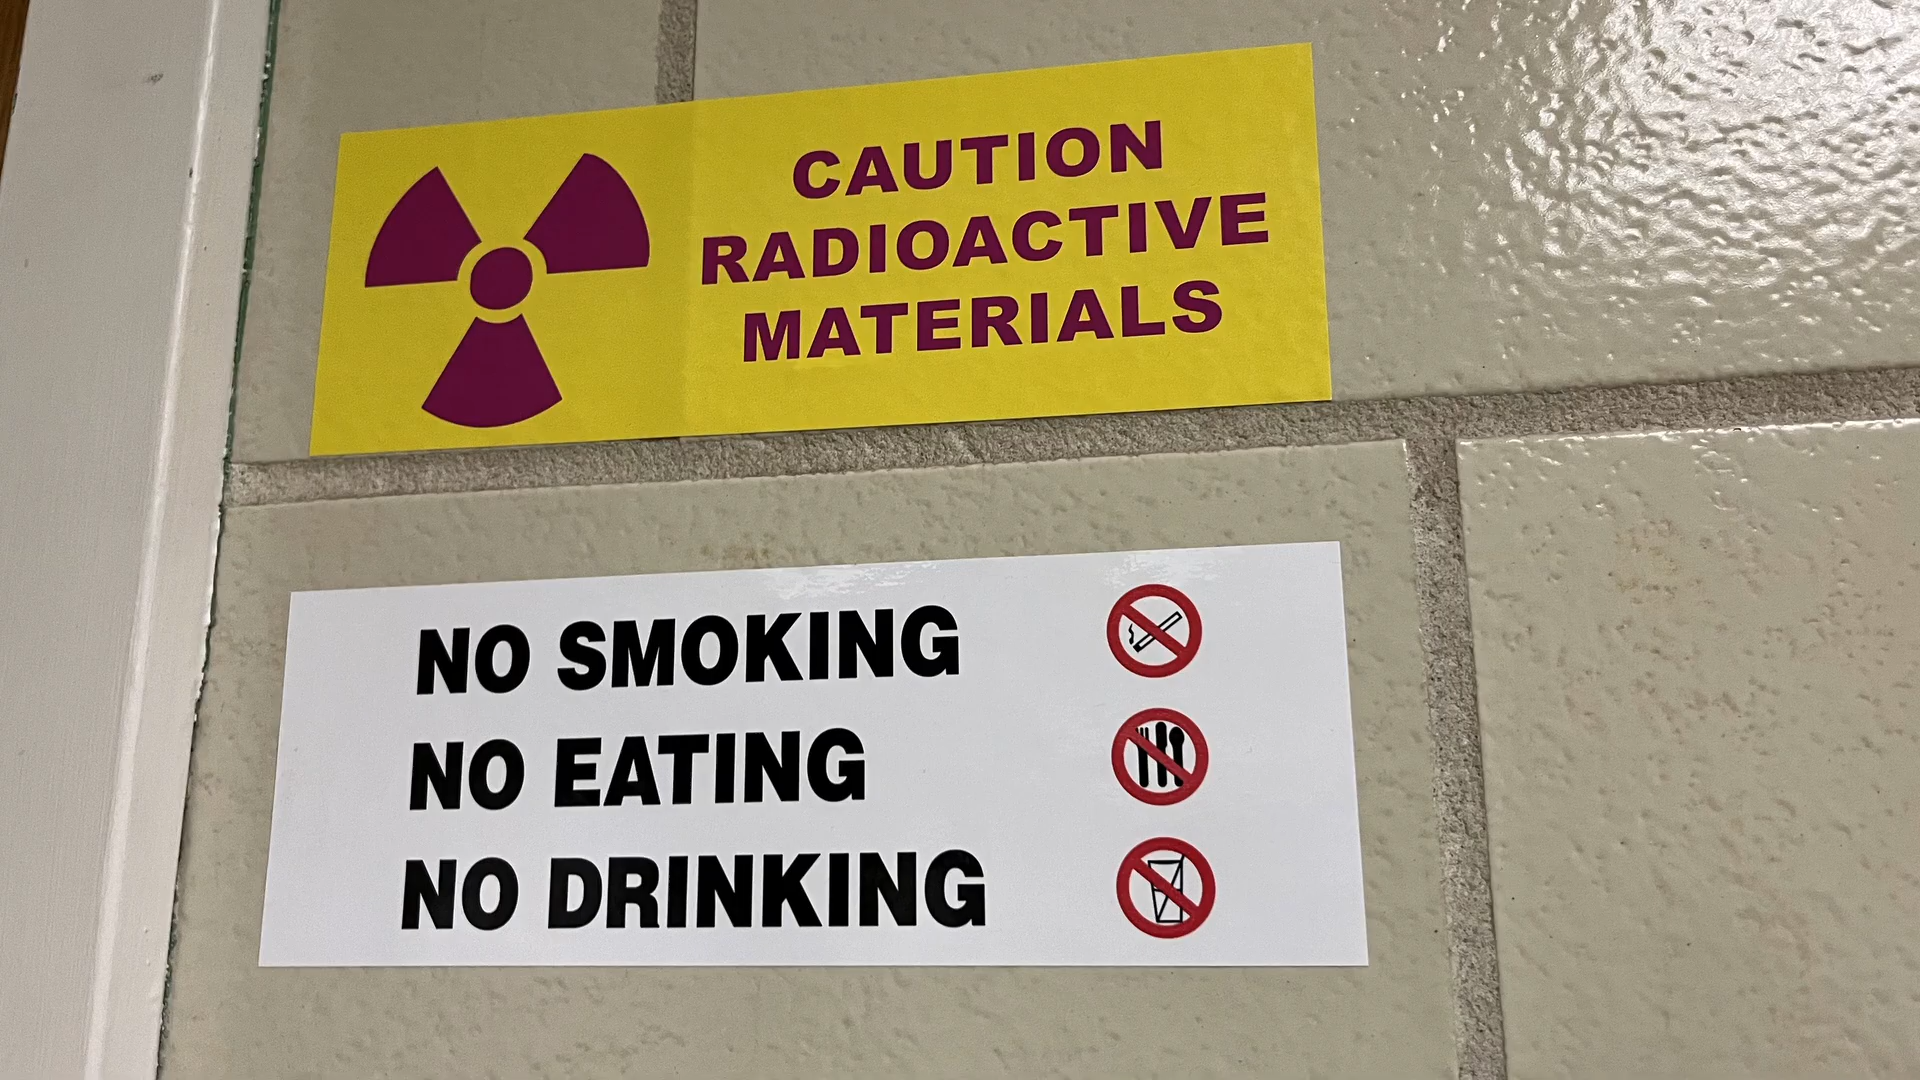 CAUTION
RADIOACTIVE
MATERIALS
NO SMOKING
NO EATING
NO DRINKING